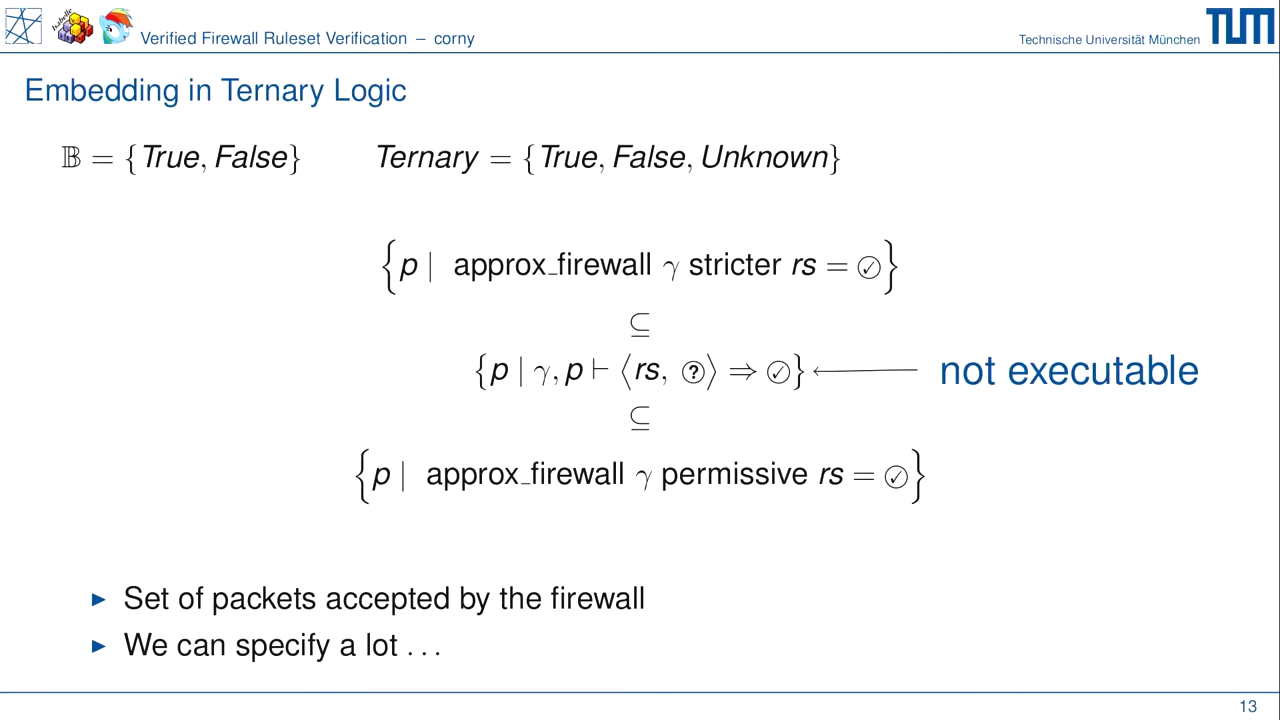 Isabelle
Verified Firewall Ruleset Verification – corny
Technische Universität München
TUM
Embedding in Ternary Logic
𝔹 = {True, False} Ternary = {True, False, Unknown}
{p | approx_firewall γ stricter rs = ✓}
⊆
{p | γ, p ⊢ ⟨rs, ?⟩ ⇒ ✓} not executable
⊆
{p | approx_firewall γ permissive rs = ✓}
▶ Set of packets accepted by the firewall
▶ We can specify a lot . . .
13